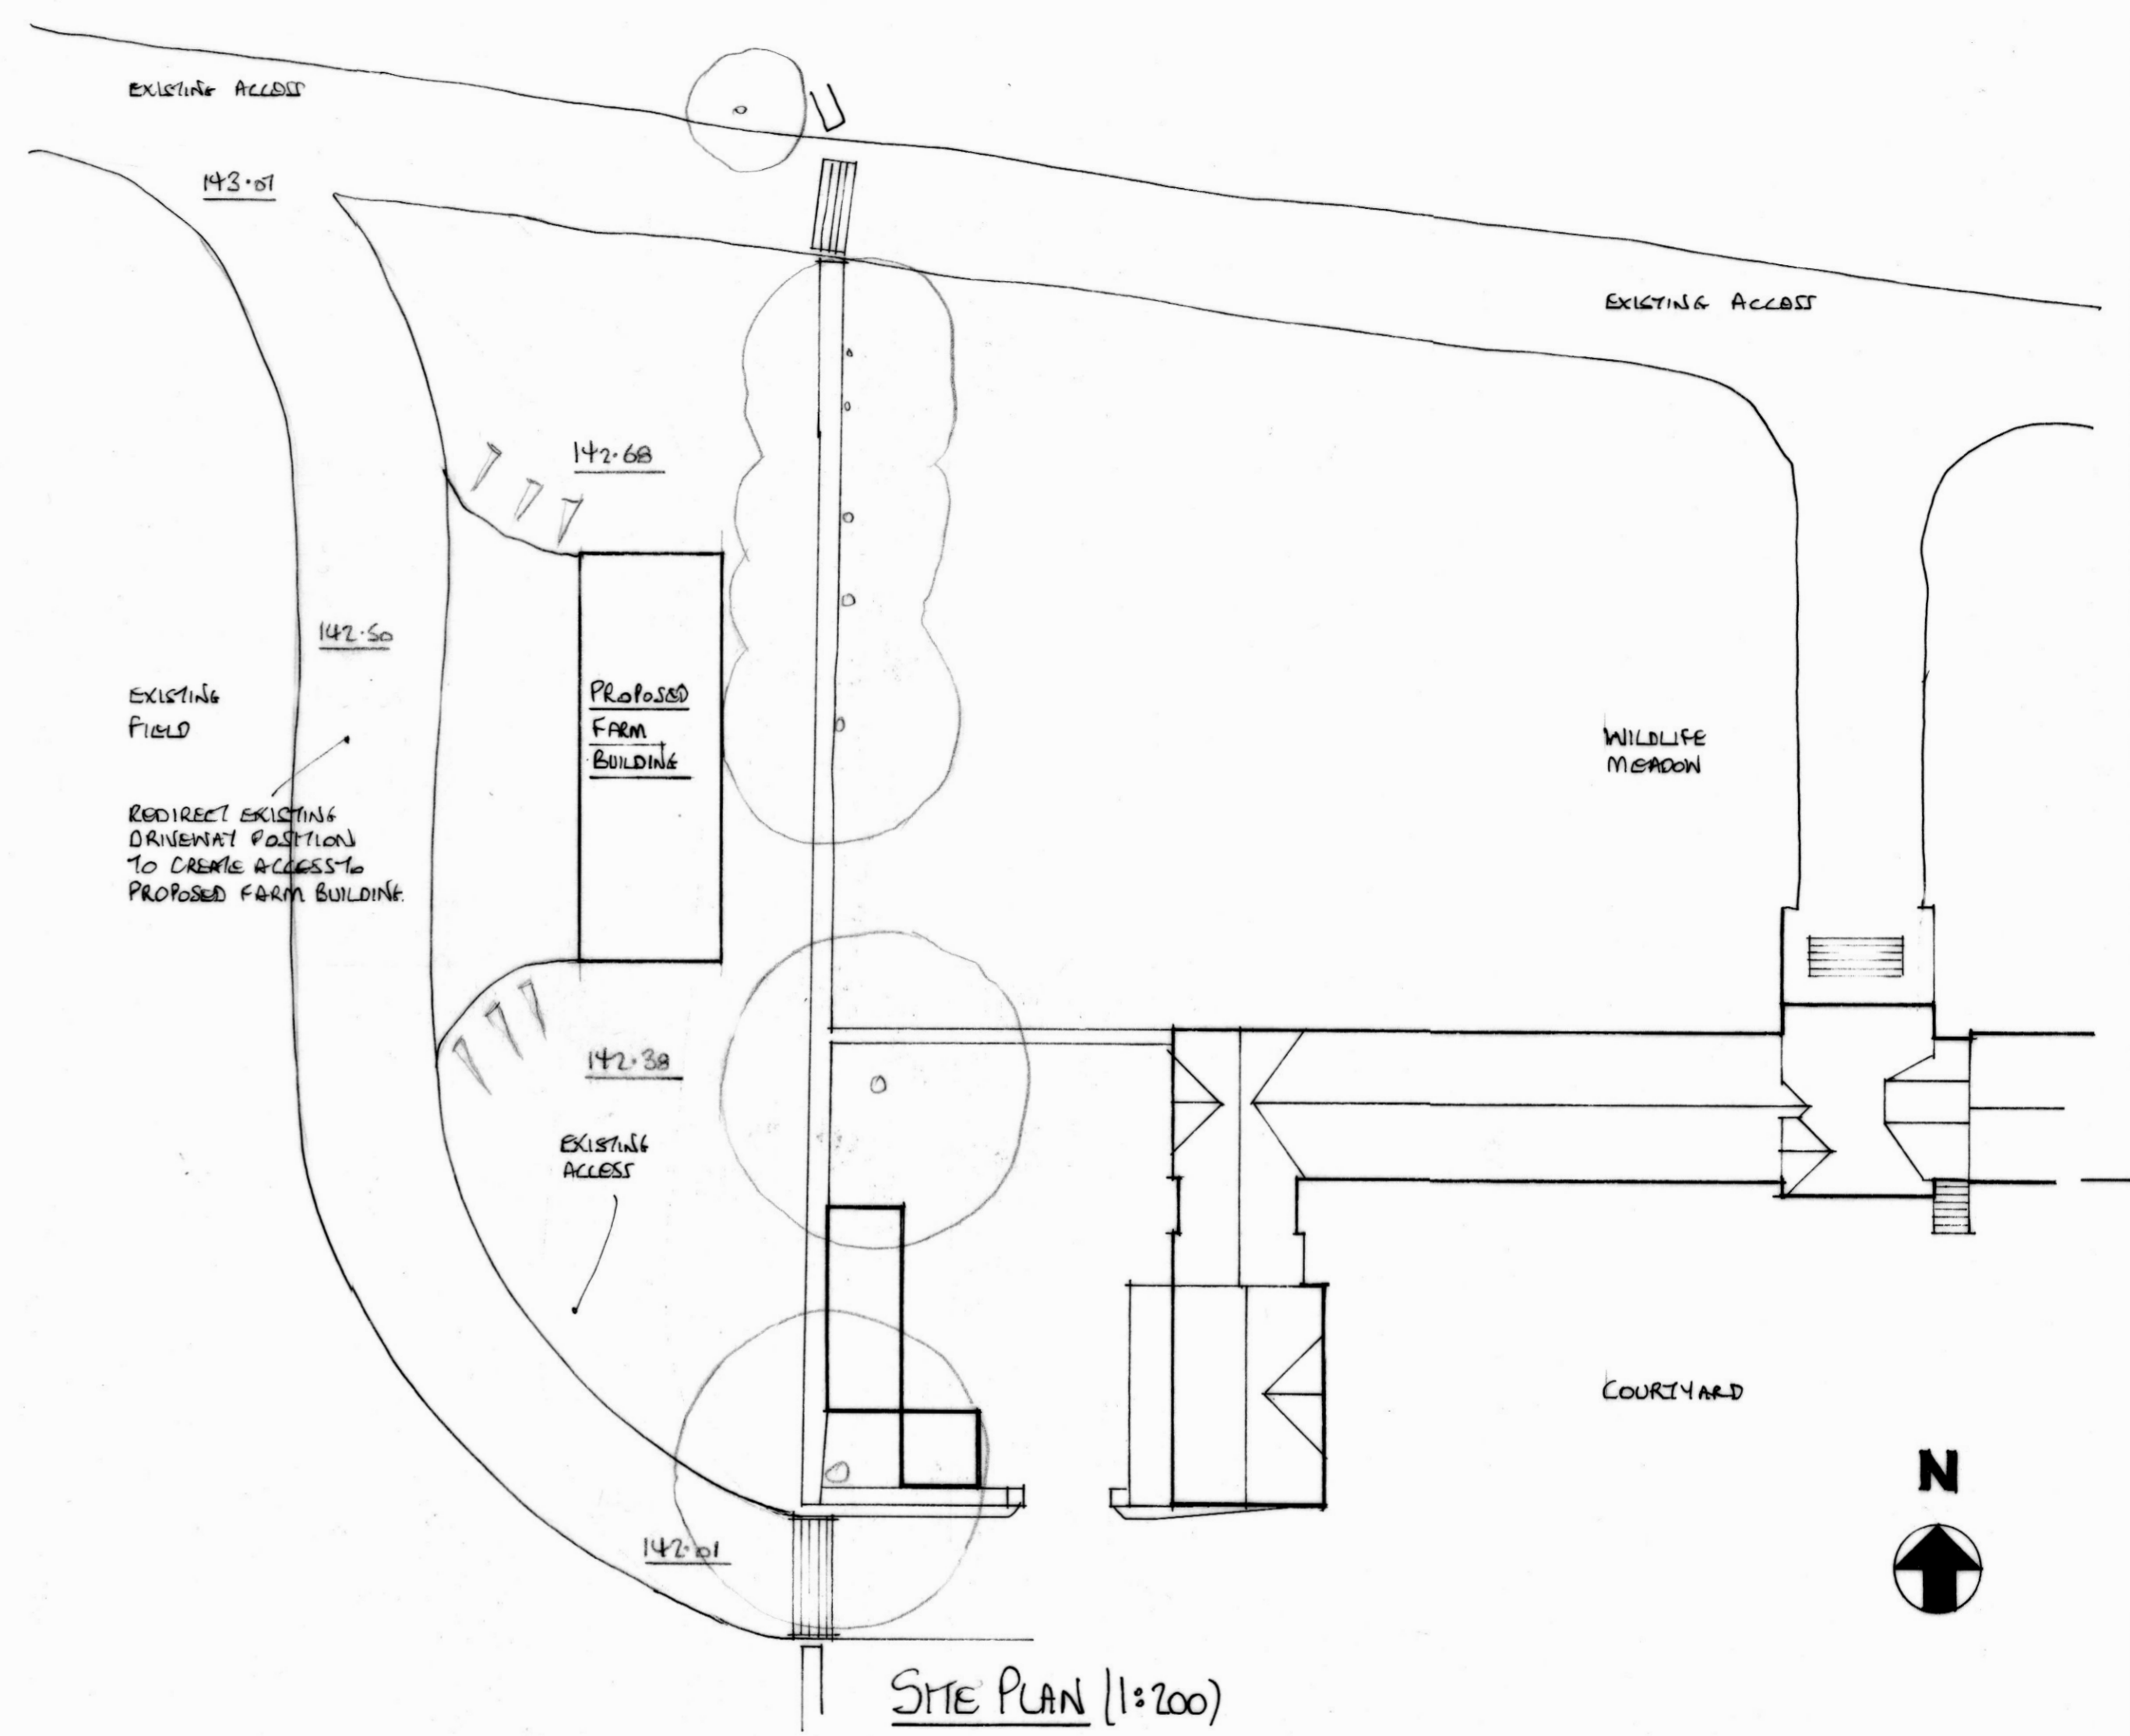 EXISTING ACCESS
143.07
EXISTING ACCESS
142.68
142.50
EXISTING
FIELD
PROPOSED
FARM
BUILDING
WILDLIFE
MEADOW
REDIRECT EXISTING
DRIVEWAY POSITION
TO CREATE ACCESS TO
PROPOSED FARM BUILDING.
142.38
EXISTING
ACCESS
COURTYARD
N
142.01
SITE PLAN (1:200)